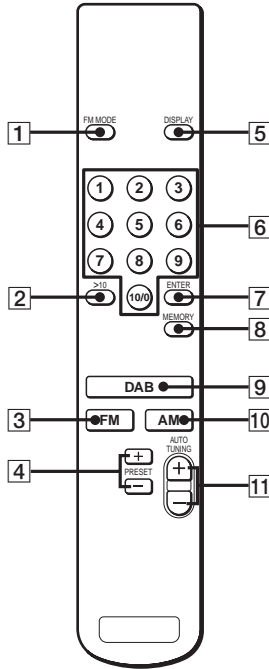 FM MODE DISPLAY
1 5
1 2 3
4 5 6 6
7 8 9
>10 10/0 ENTER
2 7
MEMORY
8
DAB 9
3 FM AM 10
AUTO
TUNING
+ +
4 PRESET 11
− −